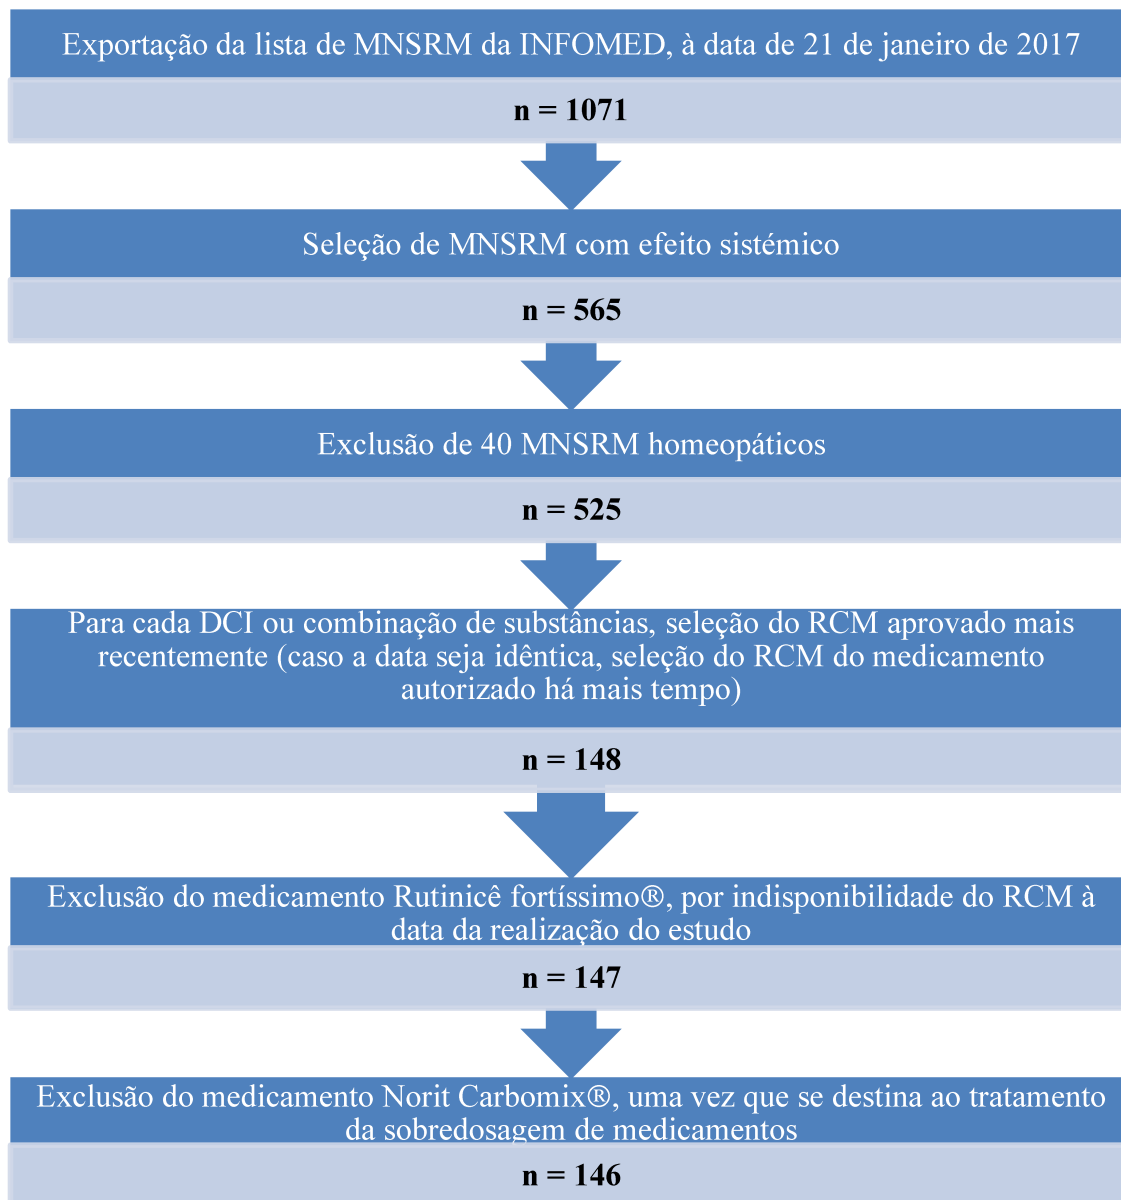 Exportação da lista de MNSRM da INFOMED, à data de 21 de janeiro de 2017
n = 1071
Seleção de MNSRM com efeito sistémico
n = 565
Exclusão de 40 MNSRM homeopáticos
n = 525
Para cada DCI ou combinação de substâncias, seleção do RCM aprovado mais
recentemente (caso a data seja idêntica, seleção do RCM do medicamento
autorizado há mais tempo)
n = 148
Exclusão do medicamento Rutinicê fortíssimo®, por indisponibilidade do RCM à
data da realização do estudo
n = 147
Exclusão do medicamento Norit Carbomix®, uma vez que se destina ao tratamento
da sobredosagem de medicamentos
n = 146